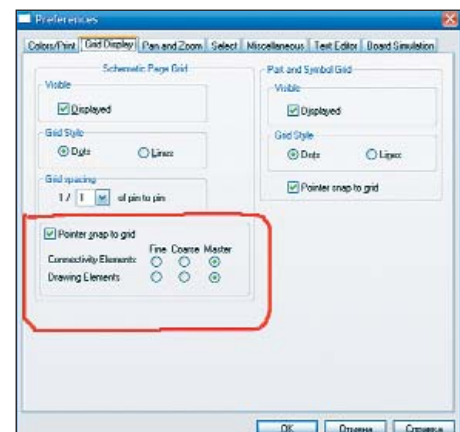 Preferences
Colors/Print Grid Display Pan and Zoom Select Miscellaneous Text Editor Board Simulation
Schematic Page Grid
Visible
Displayed
Grid Style
Dots Lines
Grid spacing
1 / 1 of pin to pin
Pointer snap to grid
Fine Coarse Master
Connectivity Elements:
Drawing Elements
Part and Symbol Grid
Visible
Displayed
Grid Style
Dots Lines
Pointer snap to grid
OK Отмена Справка